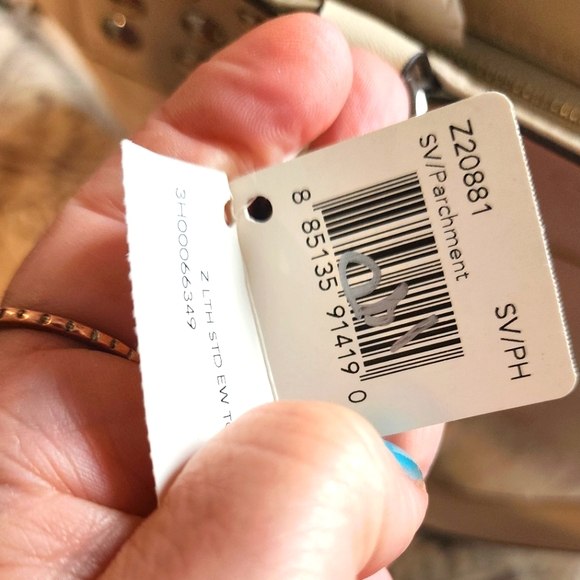 Z20881
SV/Parchment
SV/PH
8 85135 91419 0
Z LTH STD EW
3H00066349